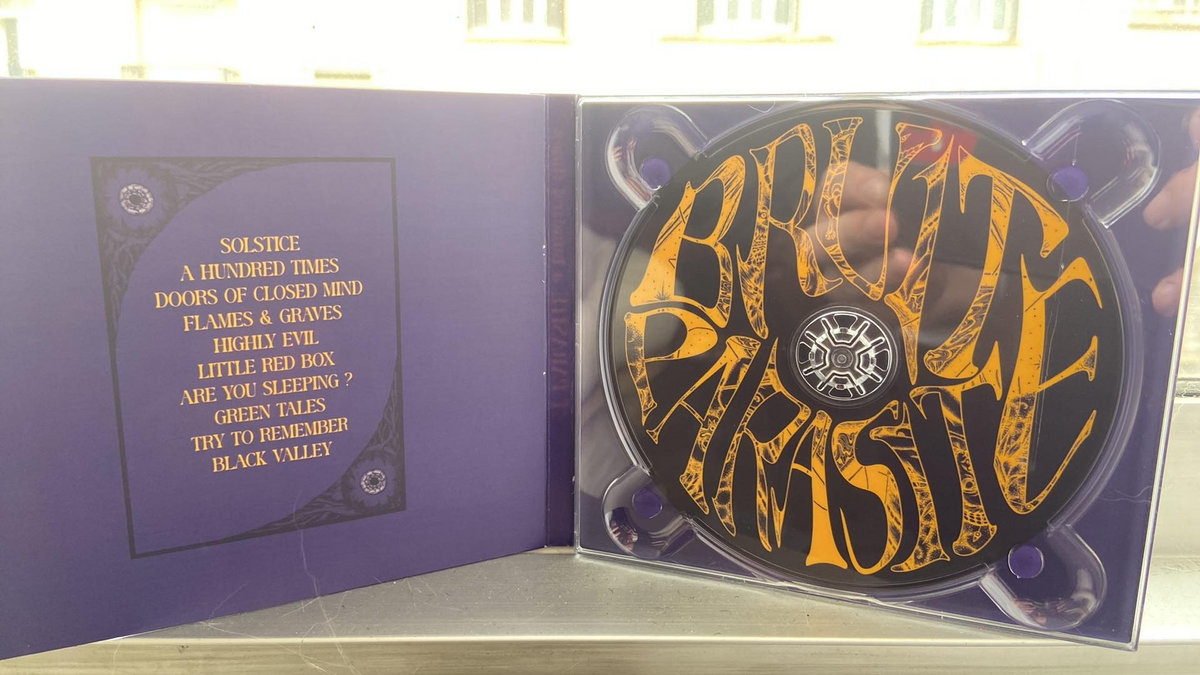 SOLSTICE
A HUNDRED TIMES
DOORS OF CLOSED MIND
FLAMES & GRAVES
HIGHLY EVIL
LITTLE RED BOX
ARE YOU SLEEPING ?
GREEN TALES
TRY TO REMEMBER
BLACK VALLEY
BRUIT
PARASITE